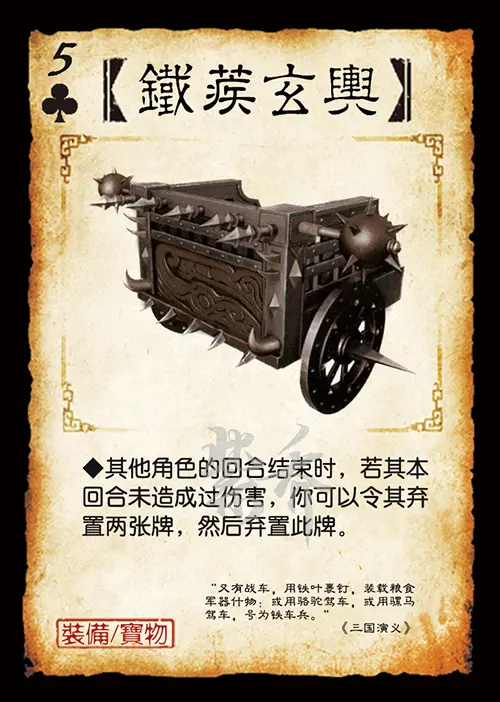 5
【鐵蒺玄輿】
◆其他角色的回合结束时，若其本
回合未造成过伤害，你可以令其弃
置两张牌，然后弃置此牌。
“又有战车，用铁叶裹钉，装载粮食
军器什物；或用骆驼驾车，或用骡马
驾车，号为铁车兵。”
《三国演义》
裝備/寶物